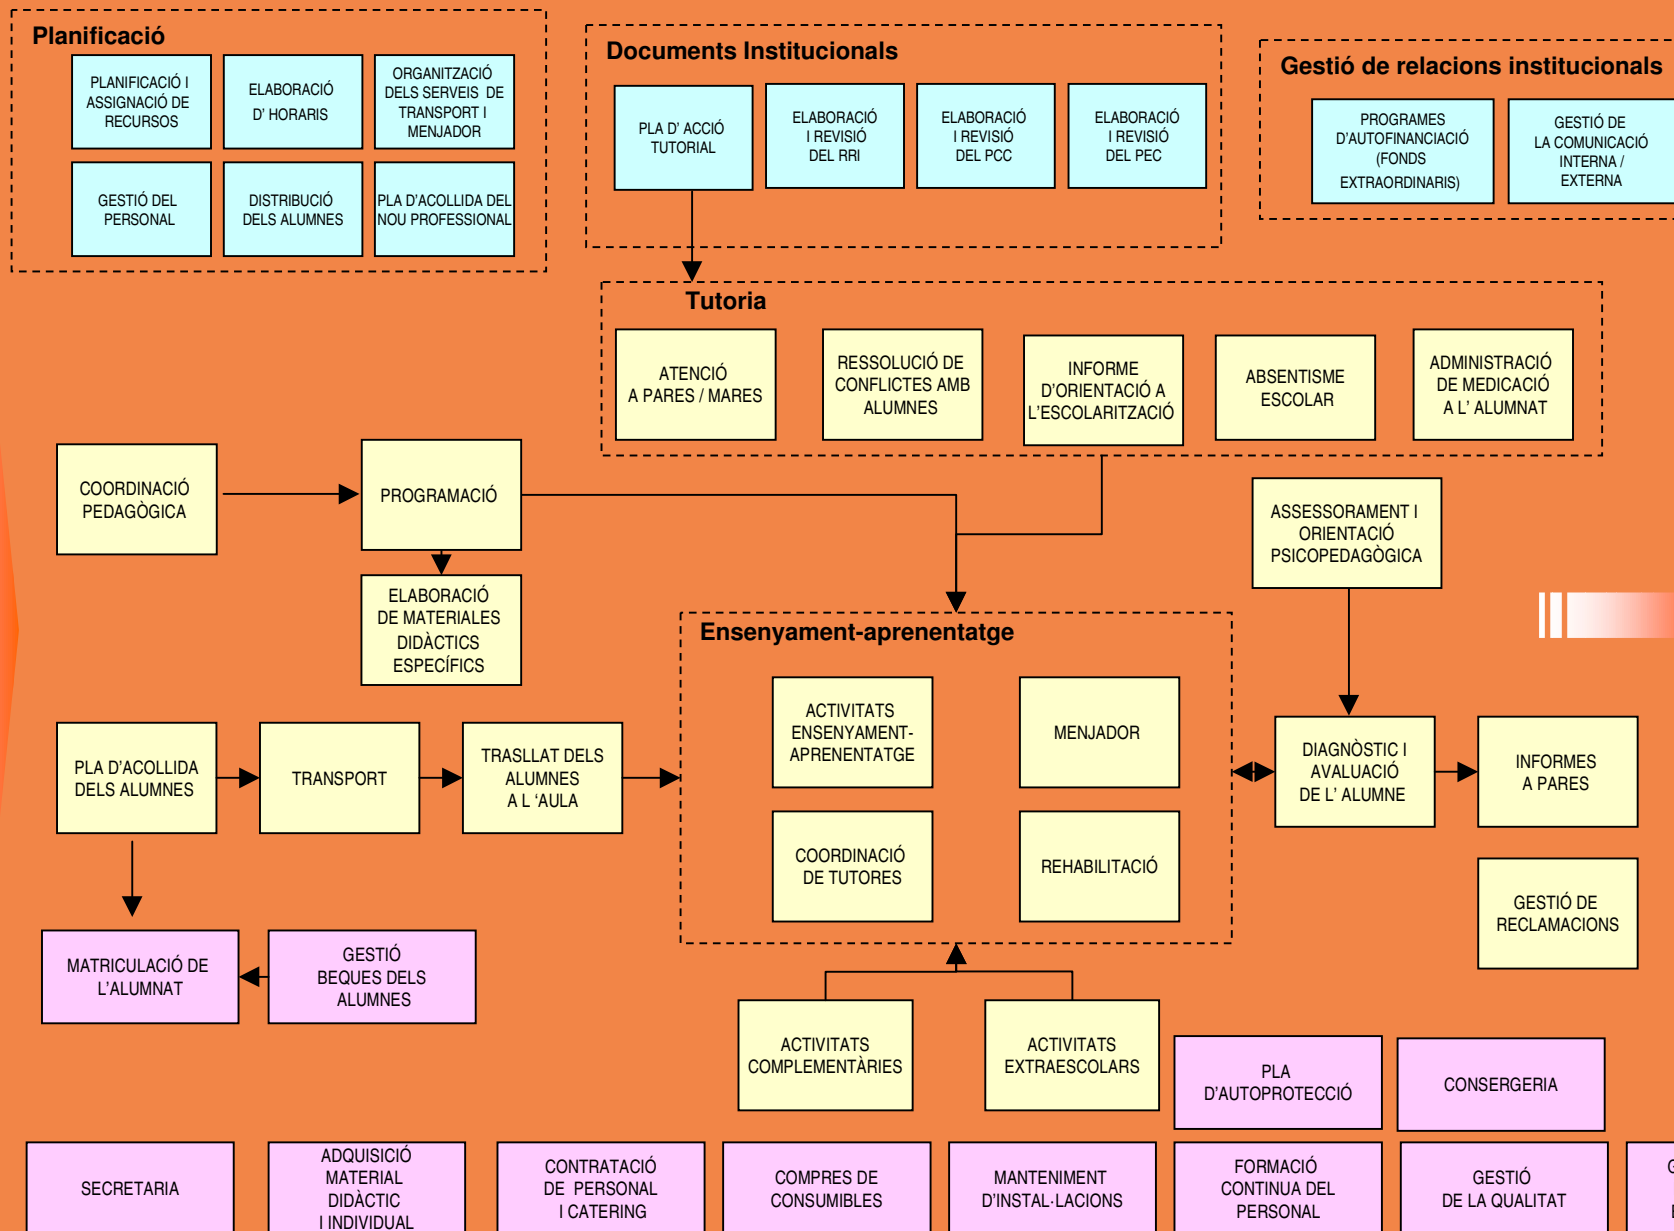 Planificació
PLANIFICACIÓ I
ASSIGNACIÓ DE
RECURSOS
ELABORACIÓ
D' HORARIS
ORGANITZACIÓ
DELS SERVEIS DE
TRANSPORT I
MENJADOR
GESTIÓ DEL
PERSONAL
DISTRIBUCIÓ
DELS ALUMNES
PLA D'ACOLLIDA DEL
NOU PROFESSIONAL
Documents Institucionals
PLA D' ACCIÓ
TUTORIAL
ELABORACIÓ
I REVISIÓ
DEL RRI
ELABORACIÓ
I REVISIÓ
DEL PCC
ELABORACIÓ
I REVISIÓ
DEL PEC
Gestió de relacions institucionals
PROGRAMES
D'AUTOFINANCIACIÓ
(FONDS
EXTRAORDINARIS)
GESTIÓ DE
LA COMUNICACIÓ
INTERNA /
EXTERNA
Tutoria
ATENCIÓ
A PARES / MARES
RESSOLUCIÓ DE
CONFLICTES AMB
ALUMNES
INFORME
D'ORIENTACIÓ A
L'ESCOLARITZACIÓ
ABSENTISME
ESCOLAR
ADMINISTRACIÓ
DE MEDICACIÓ
A L' ALUMNAT
COORDINACIÓ
PEDAGÒGICA
PROGRAMACIÓ
ASSESSORAMENT I
ORIENTACIÓ
PSICOPEDAGÒGICA
ELABORACIÓ
DE MATERIALES
DIDÀCTICS
ESPECÍFICS
Ensenyament-aprenentatge
ACTIVITATS
ENSENYAMENT-
APRENENTATGE
MENJADOR
COORDINACIÓ
DE TUTORES
REHABILITACIÓ
PLA D'ACOLLIDA
DELS ALUMNES
TRANSPORT
TRASLLAT DELS
ALUMNES
A L 'AULA
DIAGNÒSTIC I
AVALUACIÓ
DE L' ALUMNE
INFORMES
A PARES
GESTIÓ DE
RECLAMACIONS
MATRICULACIÓ DE
L'ALUMNAT
GESTIÓ
BEQUES DELS
ALUMNES
ACTIVITATS
COMPLEMENTÀRIES
ACTIVITATS
EXTRAESCOLARS
PLA
D'AUTOPROTECCIÓ
CONSERGERIA
SECRETARIA
ADQUISICIÓ
MATERIAL
DIDÀCTIC
I INDIVIDUAL
CONTRATACIÓ
DE PERSONAL
I CATERING
COMPRES DE
CONSUMIBLES
MANTENIMENT
D'INSTAL·LACIONS
FORMACIÓ
CONTINUA DEL
PERSONAL
GESTIÓ
DE LA QUALITAT